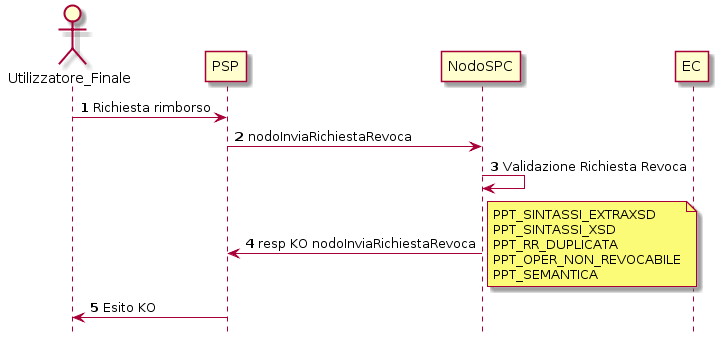 Utilizzatore_Finale
PSP
NodoSPC
EC
1 Richiesta rimborso
2 nodoInviaRichiestaRevoca
3 Validazione Richiesta Revoca
PPT_SINTASSI_EXTRAXSD
PPT_SINTASSI_XSD
PPT_RR_DUPLICATA
PPT_OPER_NON_REVOCABILE
PPT_SEMANTICA
4 resp KO nodoInviaRichiestaRevoca
5 Esito KO